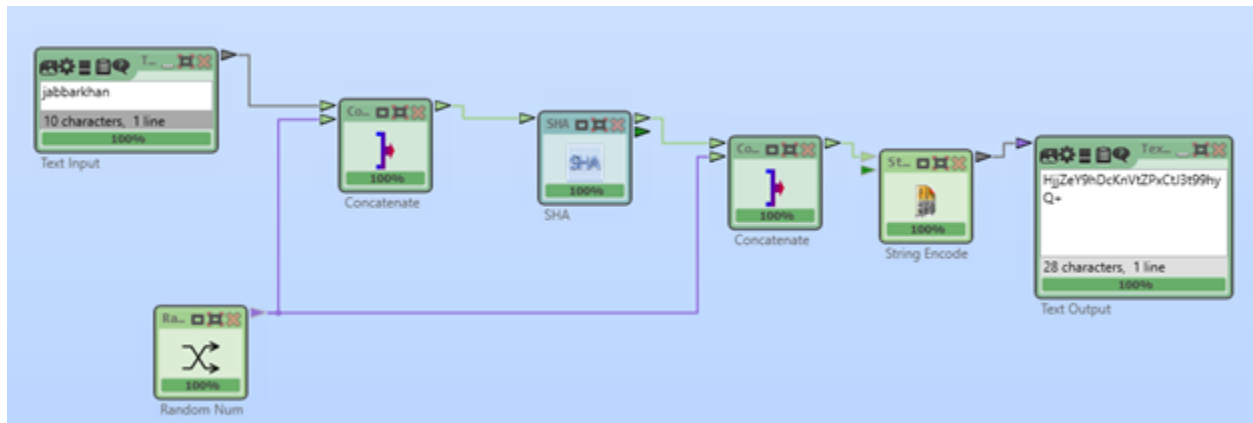 T...
jabbarkhan
10 characters, 1 line
100%
Text Input
Co...
100%
Concatenate
SHA
SHA
100%
SHA
Co...
100%
Concatenate
St...
100%
String Encode
Tex...
HjjZeY9hDcKnVtZPxCtJ3t99hy
Q+
28 characters, 1 line
100%
Text Output
Ra...
100%
Random Num